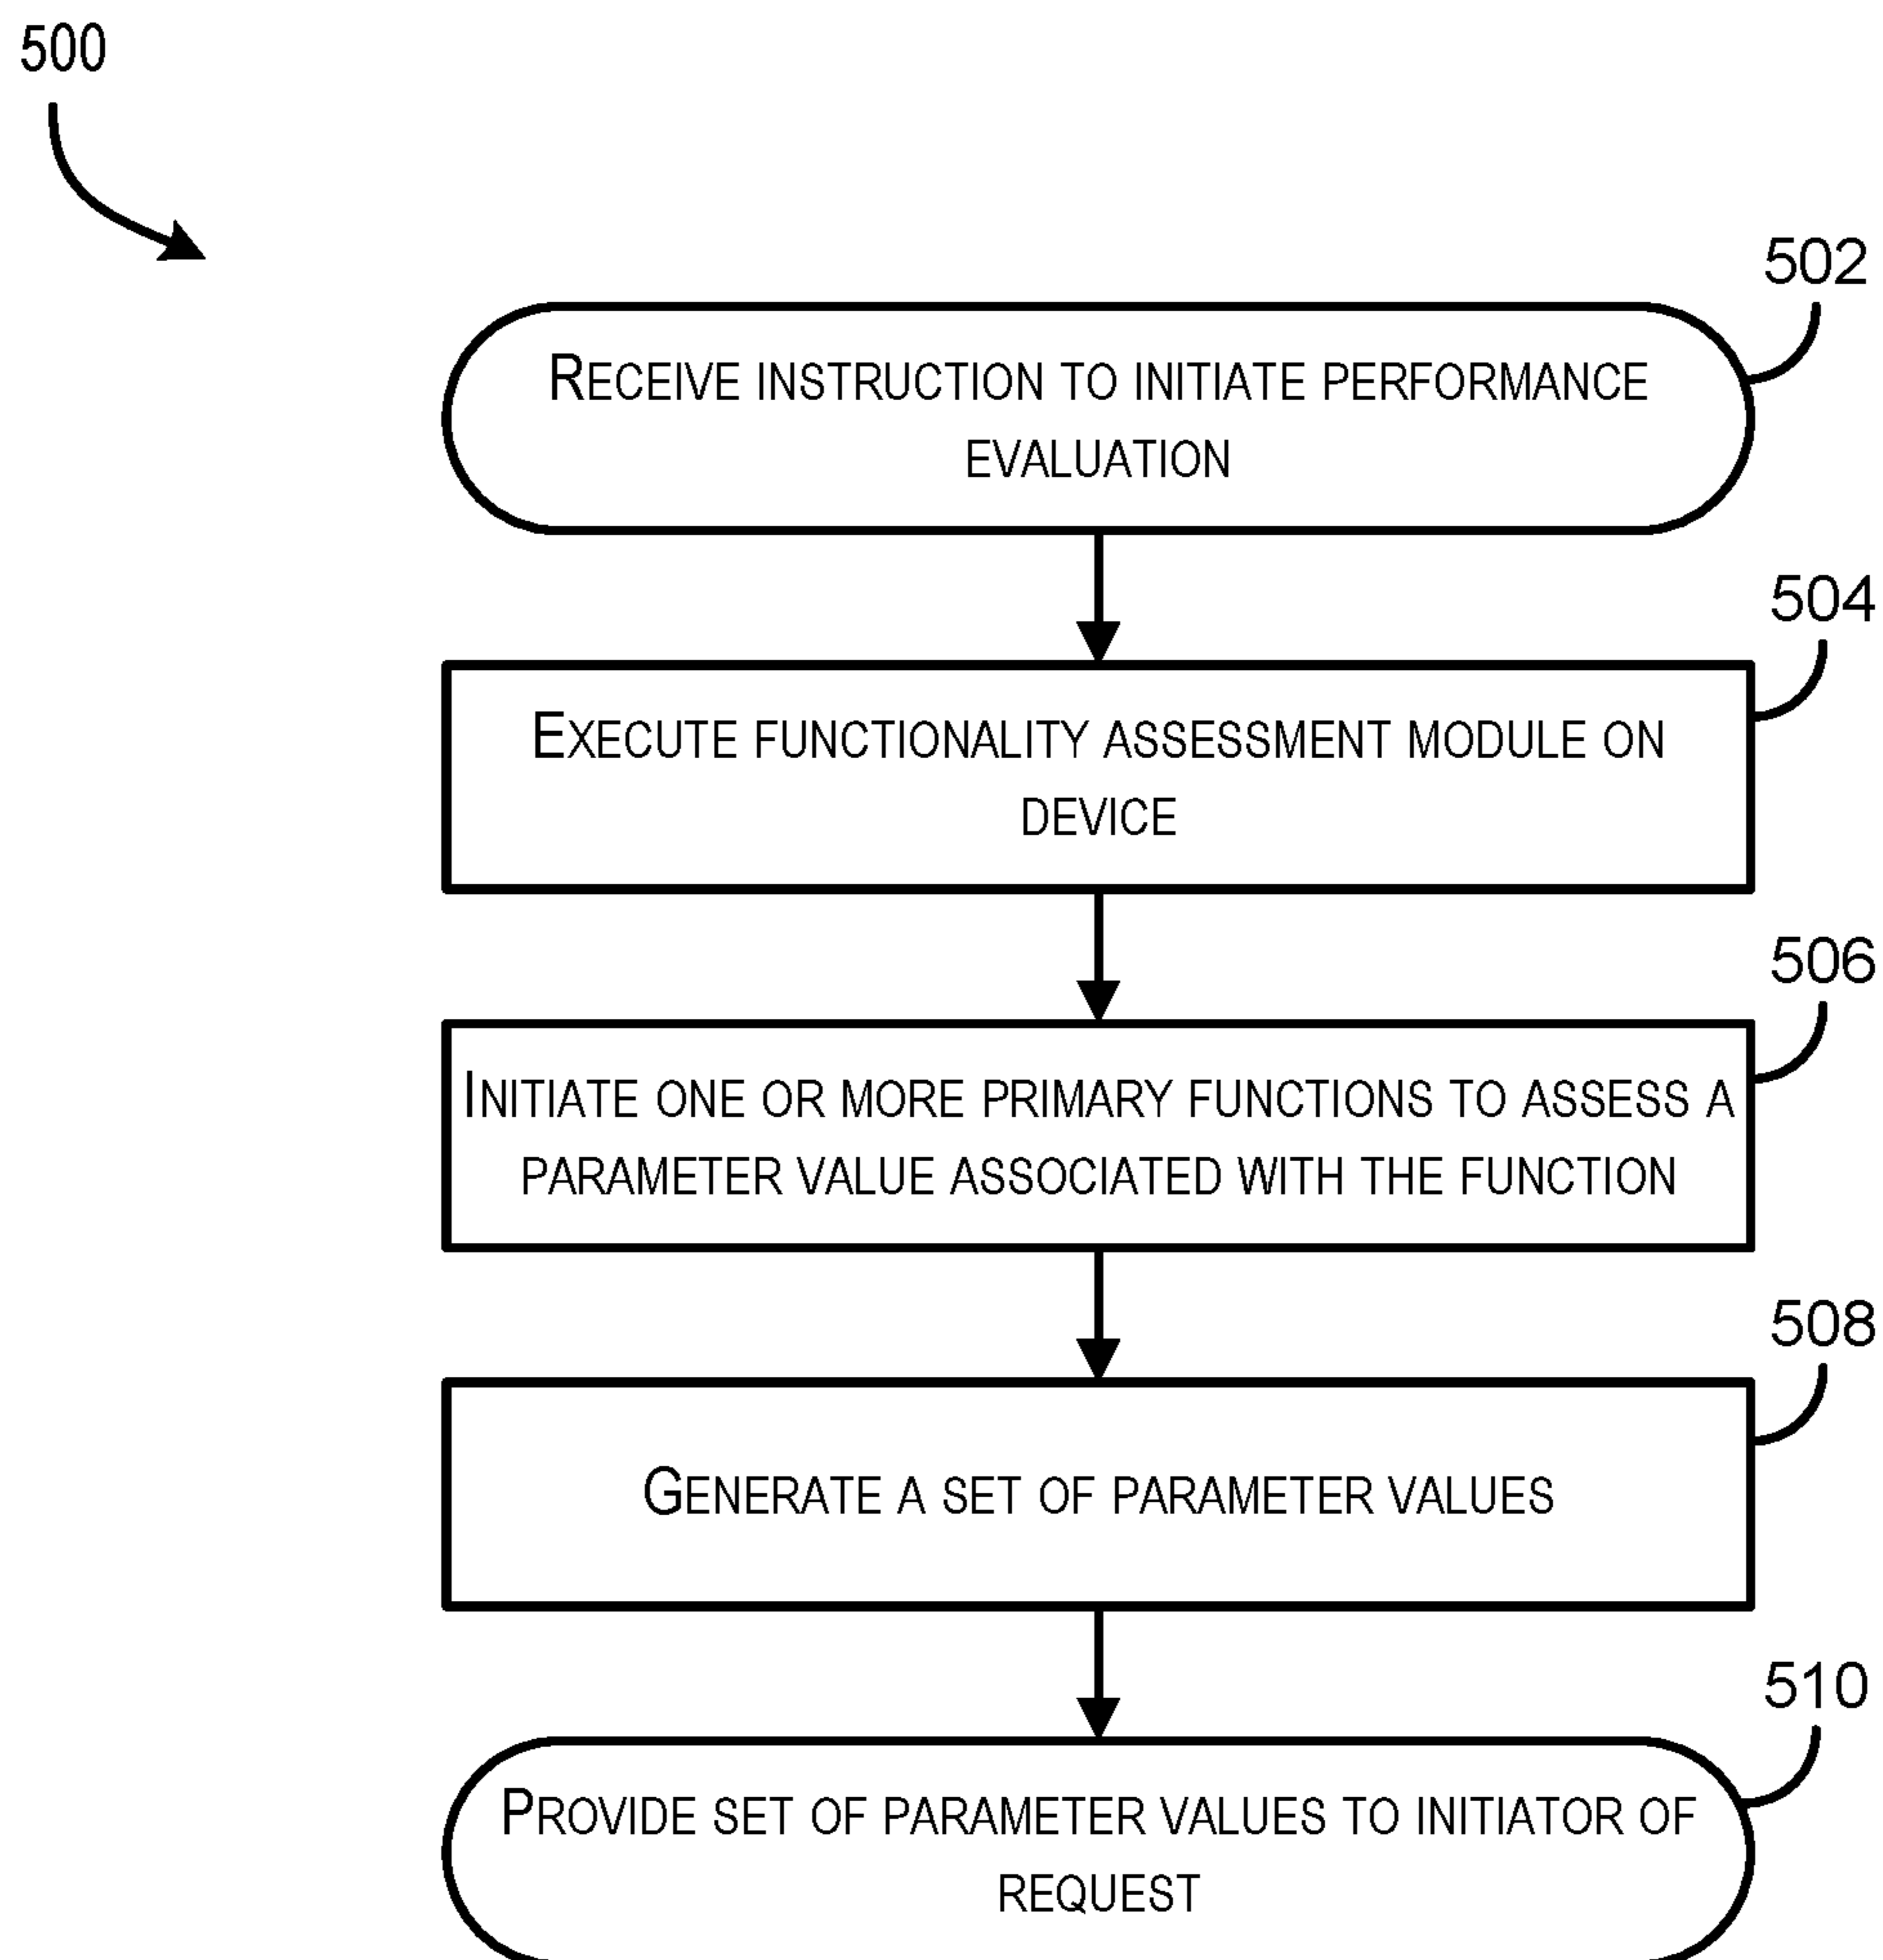 500
502
RECEIVE INSTRUCTION TO INITIATE PERFORMANCE
EVALUATION
504
EXECUTE FUNCTIONALITY ASSESSMENT MODULE ON
DEVICE
506
INITIATE ONE OR MORE PRIMARY FUNCTIONS TO ASSESS A
PARAMETER VALUE ASSOCIATED WITH THE FUNCTION
508
GENERATE A SET OF PARAMETER VALUES
510
PROVIDE SET OF PARAMETER VALUES TO INITIATOR OF
REQUEST